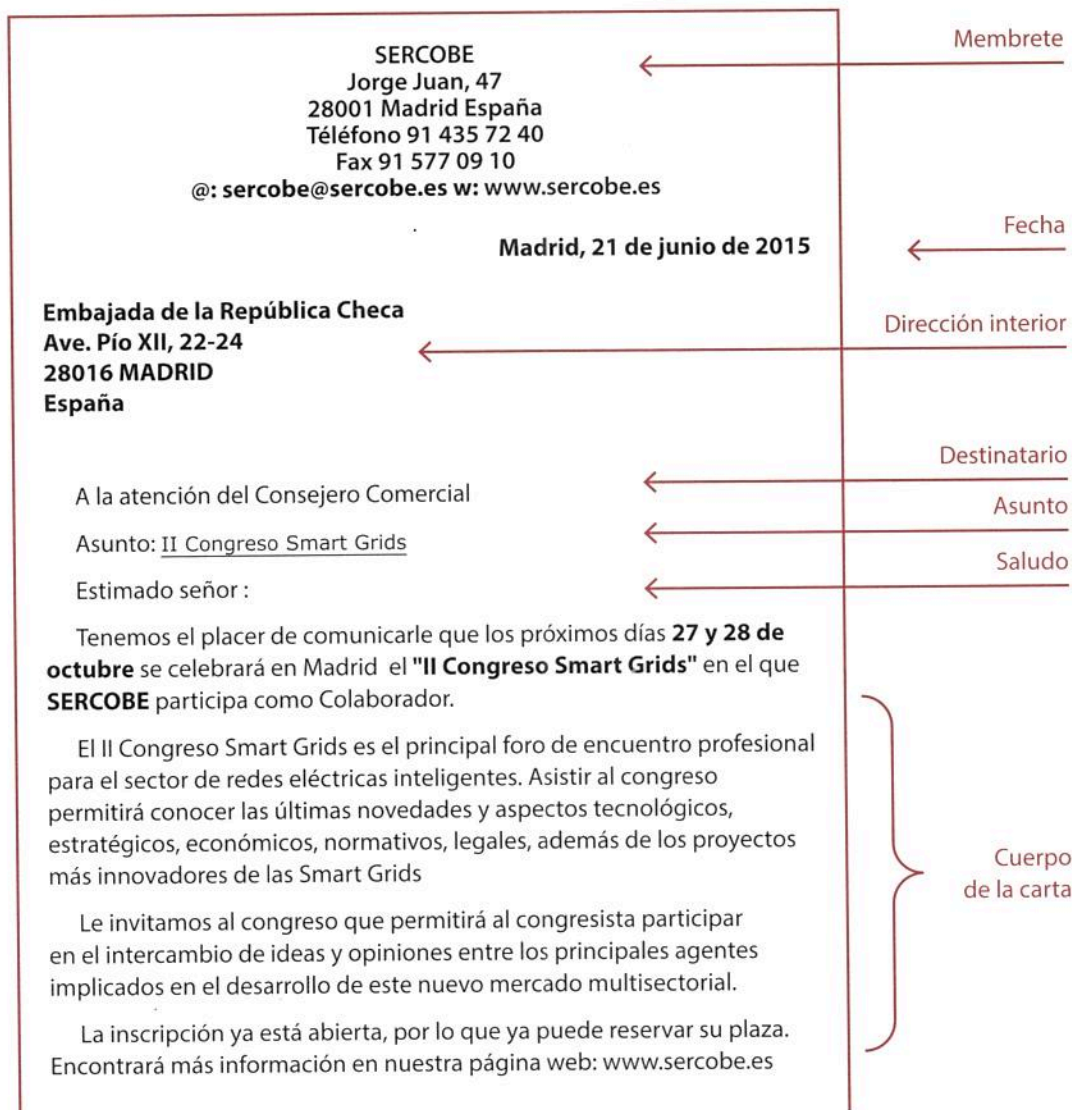 SERCOBE
Jorge Juan, 47
28001 Madrid España
Téléfono 91 435 72 40
Fax 91 577 09 10
@: sercobe@sercobe.es w: www.sercobe.es
Membrete
Madrid, 21 de junio de 2015
Fecha
Embajada de la República Checa
Ave. Pío XII, 22-24
28016 MADRID
España
Dirección interior
A la atención del Consejero Comercial
Destinatario
Asunto: II Congreso Smart Grids
Asunto
Estimado señor :
Saludo
Tenemos el placer de comunicarle que los próximos días 27 y 28 de
octubre se celebrará en Madrid el "II Congreso Smart Grids" en el que
SERCOBE participa como Colaborador.
El II Congreso Smart Grids es el principal foro de encuentro profesional
para el sector de redes eléctricas inteligentes. Asistir al congreso
permitirá conocer las últimas novedades y aspectos tecnológicos,
estratégicos, económicos, normativos, legales, además de los proyectos
más innovadores de las Smart Grids
Le invitamos al congreso que permitirá al congresista participar
en el intercambio de ideas y opiniones entre los principales agentes
implicados en el desarrollo de este nuevo mercado multisectorial.
La inscripción ya está abierta, por lo que ya puede reservar su plaza.
Encontrará más información en nuestra página web: www.sercobe.es
Cuerpo
de la carta